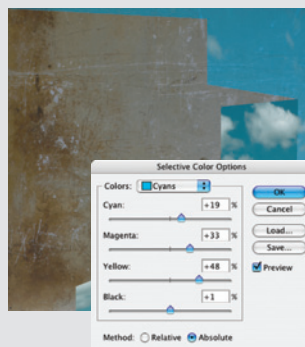 Selective Color Options
Colors: Cyans
OK
Cyan: +19 %
Cancel
Magenta: +33 %
Load...
Save...
Yellow: +48 %
Preview
Black: +1 %
Method: Relative Absolute